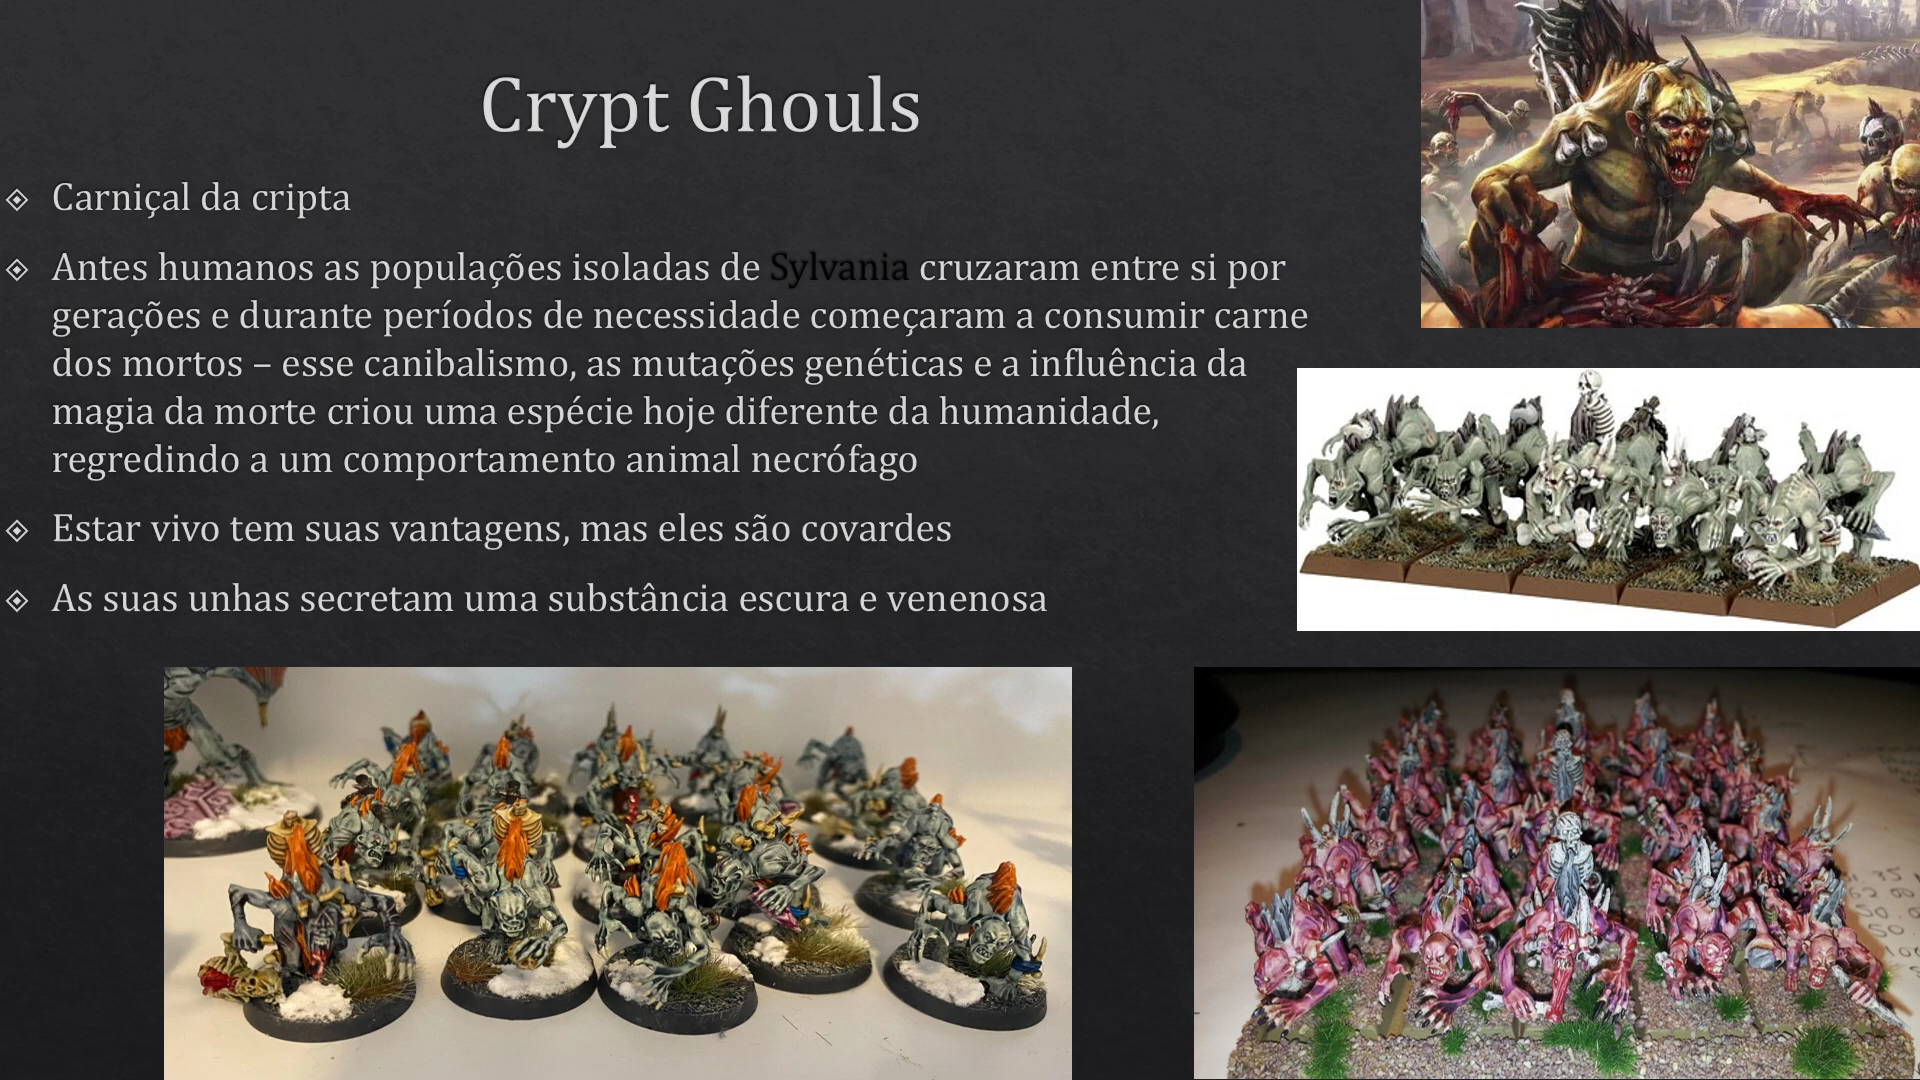 Crypt Ghouls
Carniçal da cripta
Antes humanos as populações isoladas de Sylvania cruzaram entre si por
gerações e durante períodos de necessidade começaram a consumir carne
dos mortos – esse canibalismo, as mutações genéticas e a influência da
magia da morte criou uma espécie hoje diferente da humanidade,
regredindo a um comportamento animal necrófago
Estar vivo tem suas vantagens, mas eles são covardes
As suas unhas secretam uma substância escura e venenosa